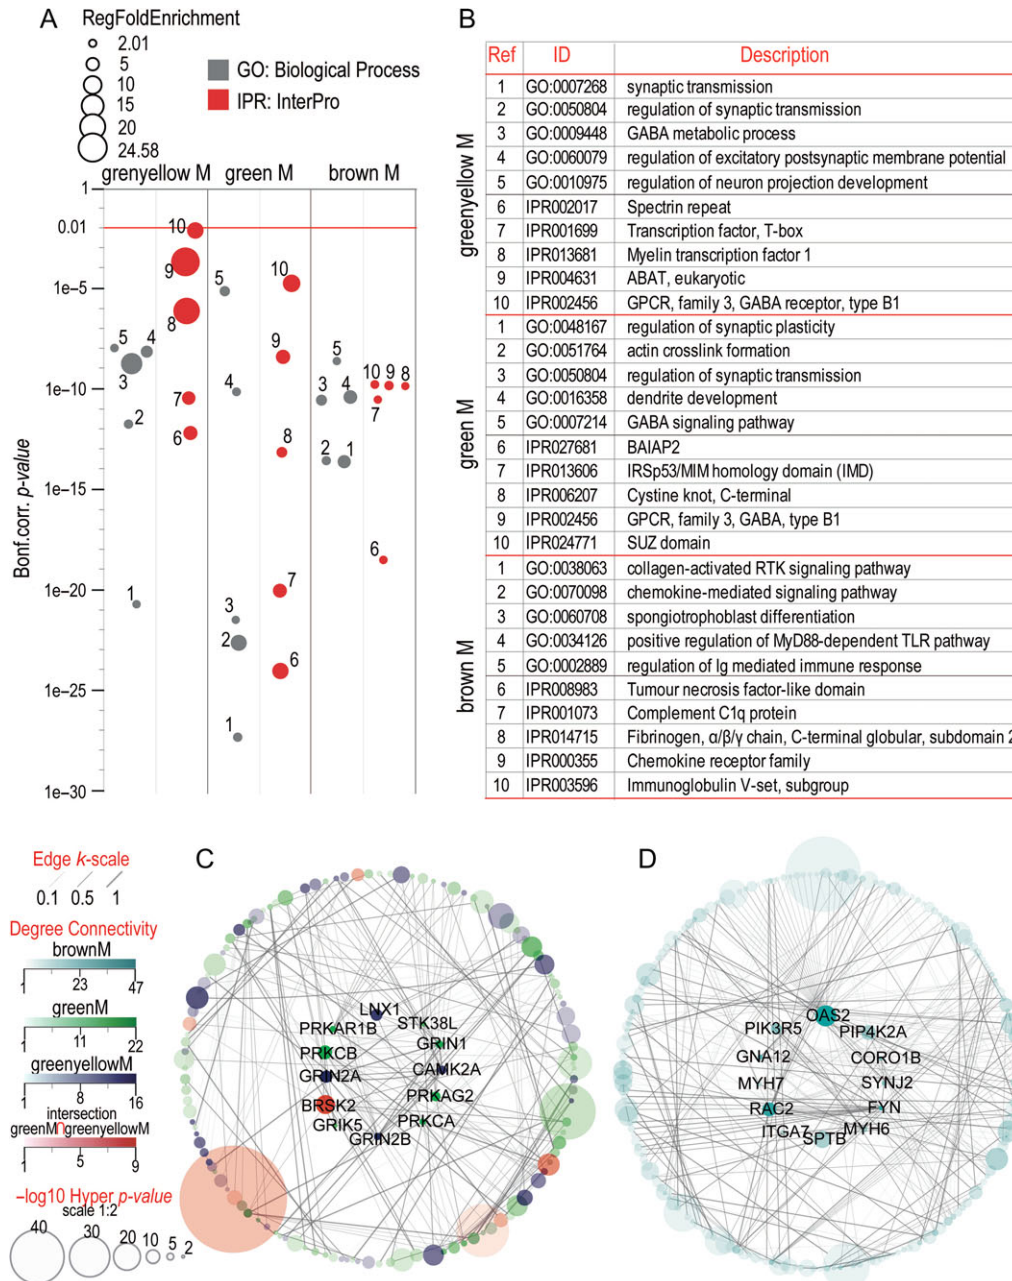 A
RegFoldEnrichment
2.01
5
10
15
20
24.58
GO: Biological Process
IPR: InterPro
grenyellow M green M brown M
Bonf.corr. p-value
1
0.01
1e–5
1e–10
1e–15
1e–20
1e–25
1e–30
10
9
8
5 4
3
2
7
6
1
5
10
9
4
8
7
3
2
6
1
5
3 4
10 9 8
7
2 1
6
B
Ref ID Description
greenyellow M
1 GO:0007268 synaptic transmission
2 GO:0050804 regulation of synaptic transmission
3 GO:0009448 GABA metabolic process
4 GO:0060079 regulation of excitatory postsynaptic membrane potential
5 GO:0010975 regulation of neuron projection development
6 IPR002017 Spectrin repeat
7 IPR001699 Transcription factor, T-box
8 IPR013681 Myelin transcription factor 1
9 IPR004631 ABAT, eukaryotic
10 IPR002456 GPCR, family 3, GABA receptor, type B1
green M
1 GO:0048167 regulation of synaptic plasticity
2 GO:0051764 actin crosslink formation
3 GO:0050804 regulation of synaptic transmission
4 GO:0016358 dendrite development
5 GO:0007214 GABA signaling pathway
6 IPR027681 BAIAP2
7 IPR013606 IRSp53/MIM homology domain (IMD)
8 IPR006207 Cystine knot, C-terminal
9 IPR002456 GPCR, family 3, GABA, type B1
10 IPR024771 SUZ domain
brown M
1 GO:0038063 collagen-activated RTK signaling pathway
2 GO:0070098 chemokine-mediated signaling pathway
3 GO:0060708 spongiotrophoblast differentiation
4 GO:0034126 positive regulation of MyD88-dependent TLR pathway
5 GO:0002889 regulation of Ig mediated immune response
6 IPR008983 Tumour necrosis factor-like domain
7 IPR001073 Complement C1q protein
8 IPR014715 Fibrinogen, α/β/γ chain, C-terminal globular, subdomain 2
9 IPR000355 Chemokine receptor family
10 IPR003596 Immunoglobulin V-set, subgroup
Edge k-scale
0.1 0.5 1
Degree Connectivity
brownM
1 23 47
greenM
1 11 22
greenyellowM
1 8 16
intersection
greenM∩greenyellowM
1 5 9
–log10 Hyper p-value
scale 1:2
40 30 20 10 5 2
C
LNX1
PRKAR1B STK38L
PRKCB GRIN1
GRIN2A CAMK2A
BRSK2 PRKAG2
GRIK5 PRKCA
GRIN2B
D
OAS2
PIK3R5 PIP4K2A
GNA12 CORO1B
MYH7 SYNJ2
RAC2 FYN
ITGA7 MYH6
SPTB